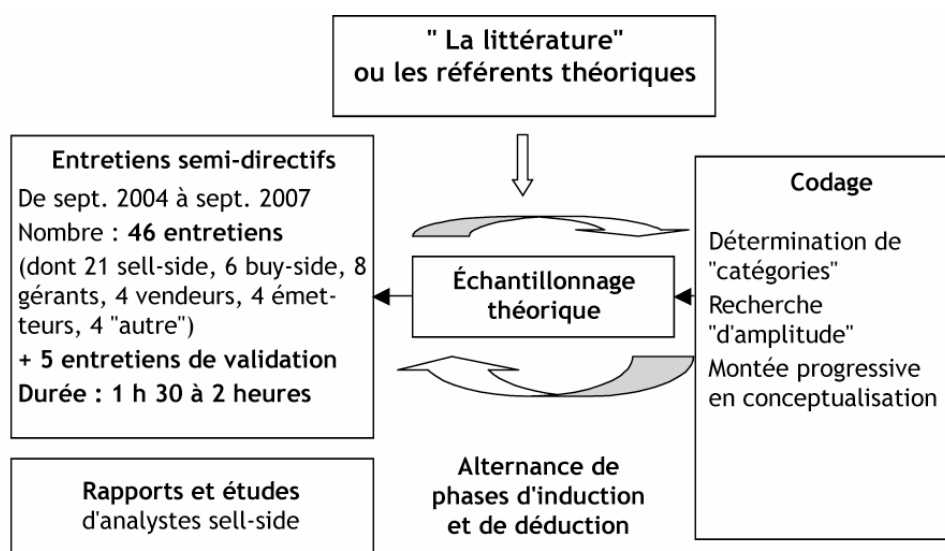 " La littérature"
ou les référents théoriques
Entretiens semi-directifs
De sept. 2004 à sept. 2007
Nombre : 46 entretiens
(dont 21 sell-side, 6 buy-side, 8
gérants, 4 vendeurs, 4 émet-
teurs, 4 "autre")
+ 5 entretiens de validation
Durée : 1 h 30 à 2 heures
Rapports et études
d'analystes sell-side
Échantillonnage
théorique
Alternance de
phases d'induction
et de déduction
Codage
Détermination de
"catégories"
Recherche
"d'amplitude"
Montée progressive
en conceptualisation